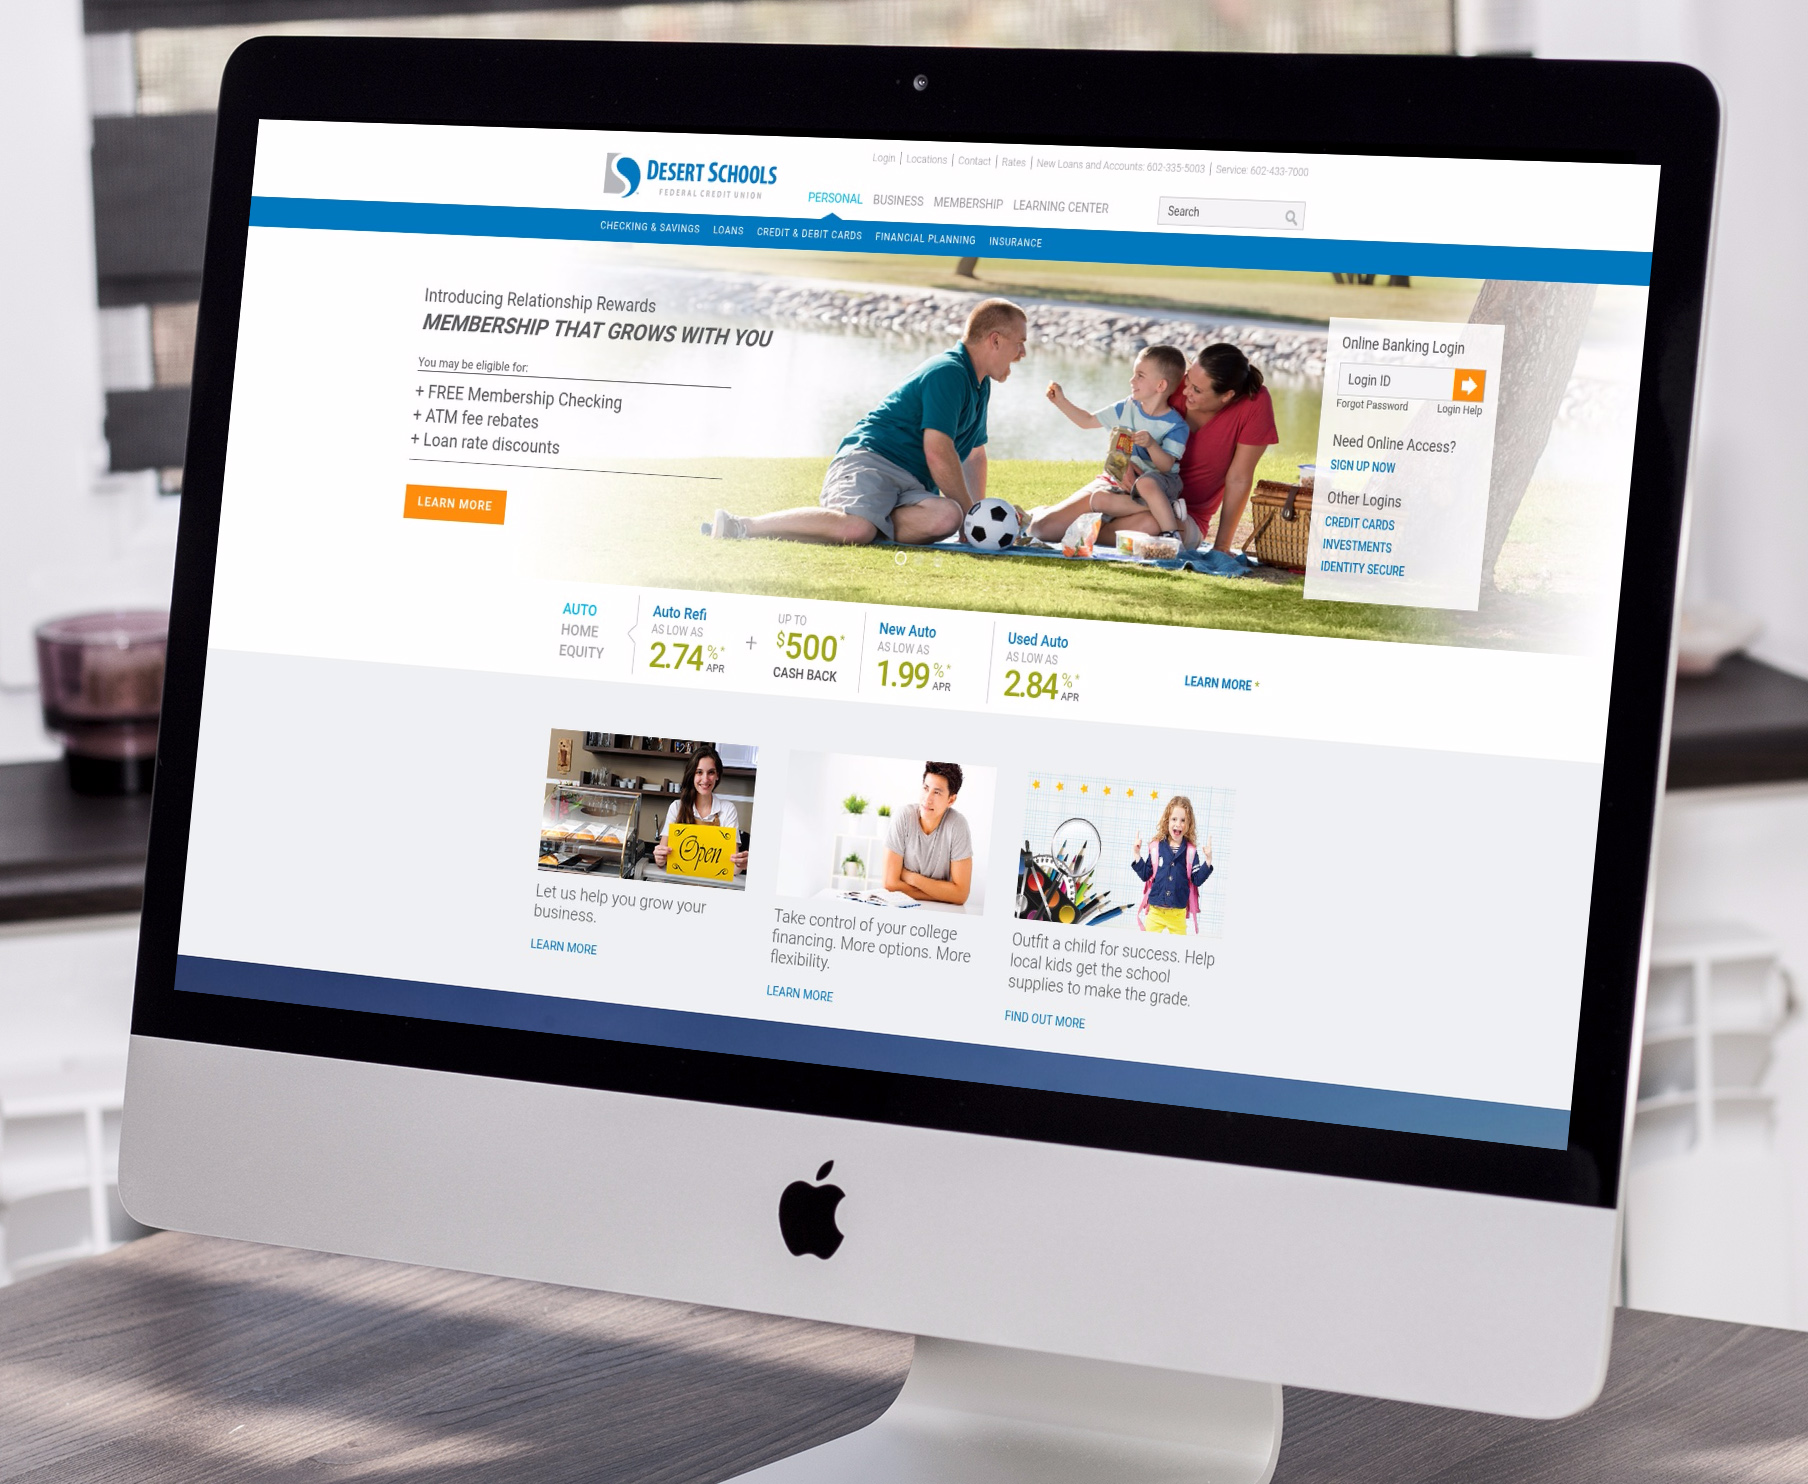 DESERT SCHOOLS
FEDERAL CREDIT UNION
Login | Locations | Contact | Rates | New Loans and Accounts: 602-335-5003 | Service: 602-433-7000
PERSONAL BUSINESS MEMBERSHIP LEARNING CENTER
Search
CHECKING & SAVINGS LOANS CREDIT & DEBIT CARDS FINANCIAL PLANNING INSURANCE
Introducing Relationship Rewards
MEMBERSHIP THAT GROWS WITH YOU
You may be eligible for:
+ FREE Membership Checking
+ ATM fee rebates
+ Loan rate discounts
LEARN MORE
Online Banking Login
Login ID
Forgot Password Login Help
Need Online Access?
SIGN UP NOW
Other Logins
CREDIT CARDS
INVESTMENTS
IDENTITY SECURE
AUTO
HOME
EQUITY
Auto Refi
AS LOW AS
2.74%* APR
+
UP TO
$500*
CASH BACK
New Auto
AS LOW AS
1.99%* APR
Used Auto
AS LOW AS
2.84%* APR
LEARN MORE *
Open
Let us help you grow your
business.
LEARN MORE
Take control of your college
financing. More options. More
flexibility.
LEARN MORE
Outfit a child for success. Help
local kids get the school
supplies to make the grade.
FIND OUT MORE